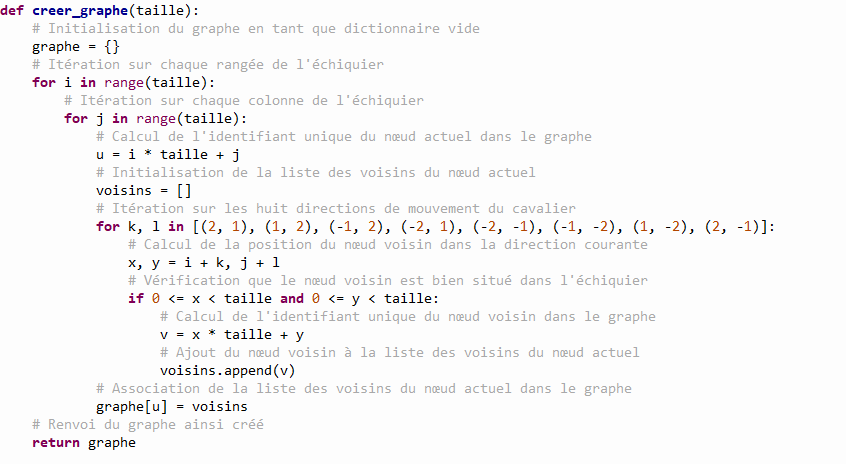 def creer_graphe(taille):
    # Initialisation du graphe en tant que dictionnaire vide
    graphe = {}
    # Itération sur chaque rangée de l'échiquier
    for i in range(taille):
        # Itération sur chaque colonne de l'échiquier
        for j in range(taille):
            # Calcul de l'identifiant unique du nœud actuel dans le graphe
            u = i * taille + j
            # Initialisation de la liste des voisins du nœud actuel
            voisins = []
            # Itération sur les huit directions de mouvement du cavalier
            for k, l in [(2, 1), (1, 2), (-1, 2), (-2, 1), (-2, -1), (-1, -2), (1, -2), (2, -1)]:
                # Calcul de la position du nœud voisin dans la direction courante
                x, y = i + k, j + l
                # Vérification que le nœud voisin est bien situé dans l'échiquier
                if 0 <= x < taille and 0 <= y < taille:
                    # Calcul de l'identifiant unique du nœud voisin dans le graphe
                    v = x * taille + y
                    # Ajout du nœud voisin à la liste des voisins du nœud actuel
                    voisins.append(v)
            # Association de la liste des voisins du nœud actuel dans le graphe
            graphe[u] = voisins
    # Renvoi du graphe ainsi créé
    return graphe